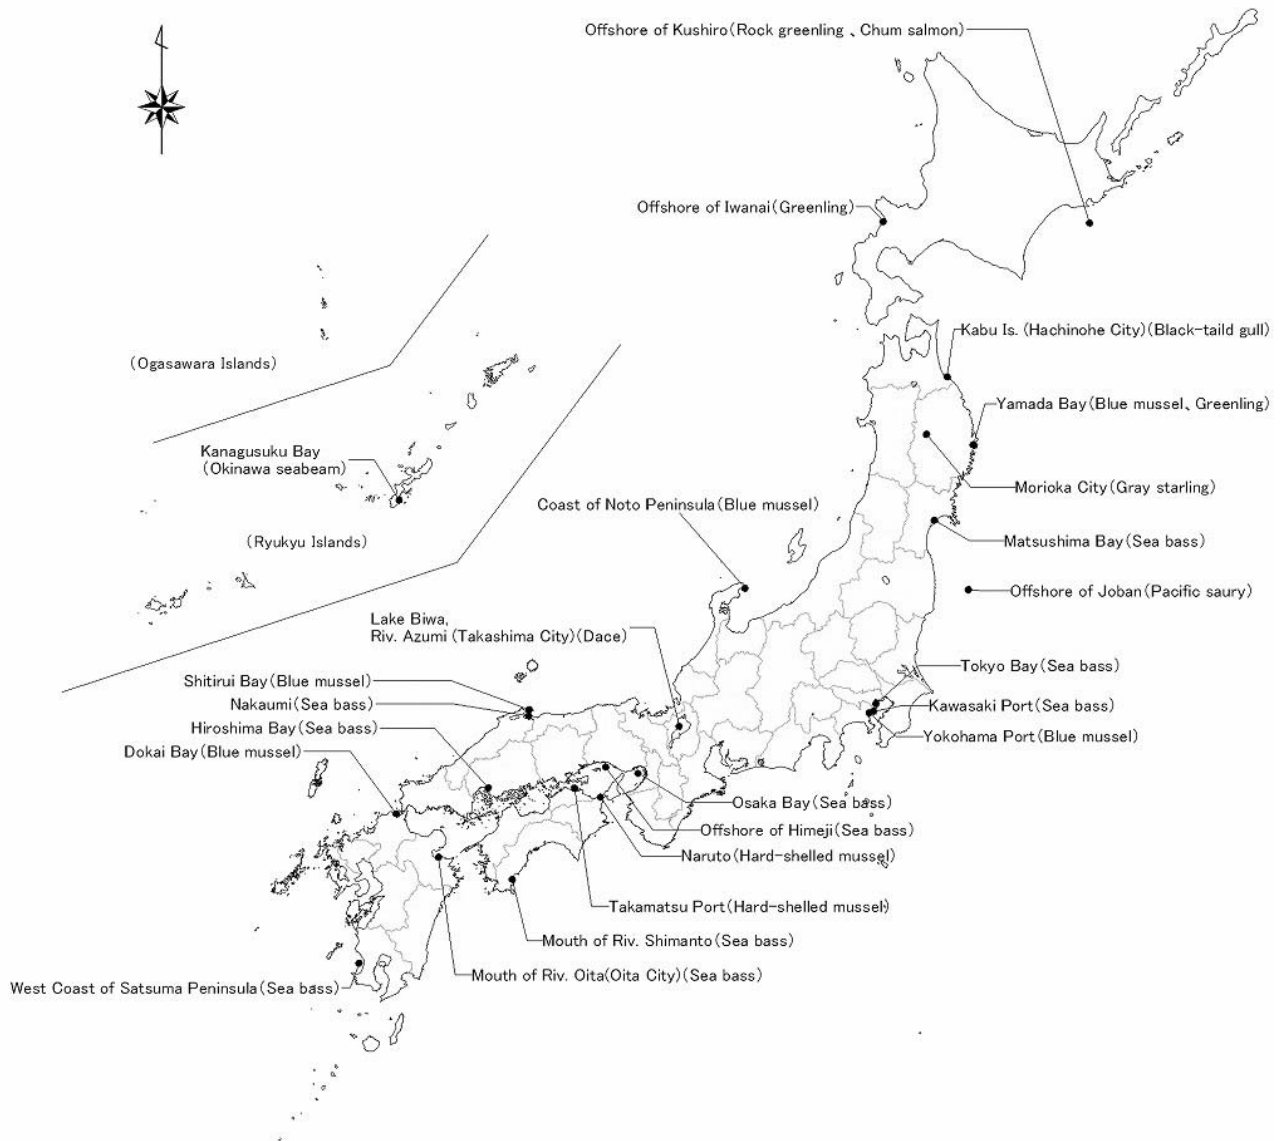 Offshore of Kushiro(Rock greenling 、Chum salmon)
Offshore of Iwanai(Greenling)
Kabu Is. (Hachinohe City)(Black-taild gull)
(Ogasawara Islands)
Yamada Bay(Blue mussel、Greenling)
Kanagusuku Bay
(Okinawa seabeam)
Morioka City(Gray starling)
Coast of Noto Peninsula(Blue mussel)
(Ryukyu Islands)
Matsushima Bay(Sea bass)
Offshore of Joban(Pacific saury)
Lake Biwa,
Riv. Azumi(Takashima City)(Dace)
Tokyo Bay(Sea bass)
Shitirui Bay(Blue mussel)
Nakaumi(Sea bass)
Kawasaki Port(Sea bass)
Hiroshima Bay(Sea bass)
Yokohama Port(Blue mussel)
Dokai Bay(Blue mussel)
Osaka Bay(Sea bass)
Offshore of Himeji(Sea bass)
Naruto(Hard-shelled mussel)
Takamatsu Port(Hard-shelled mussel)
Mouth of Riv. Shimanto(Sea bass)
Mouth of Riv. Oita(Oita City)(Sea bass)
West Coast of Satsuma Peninsula(Sea bass)